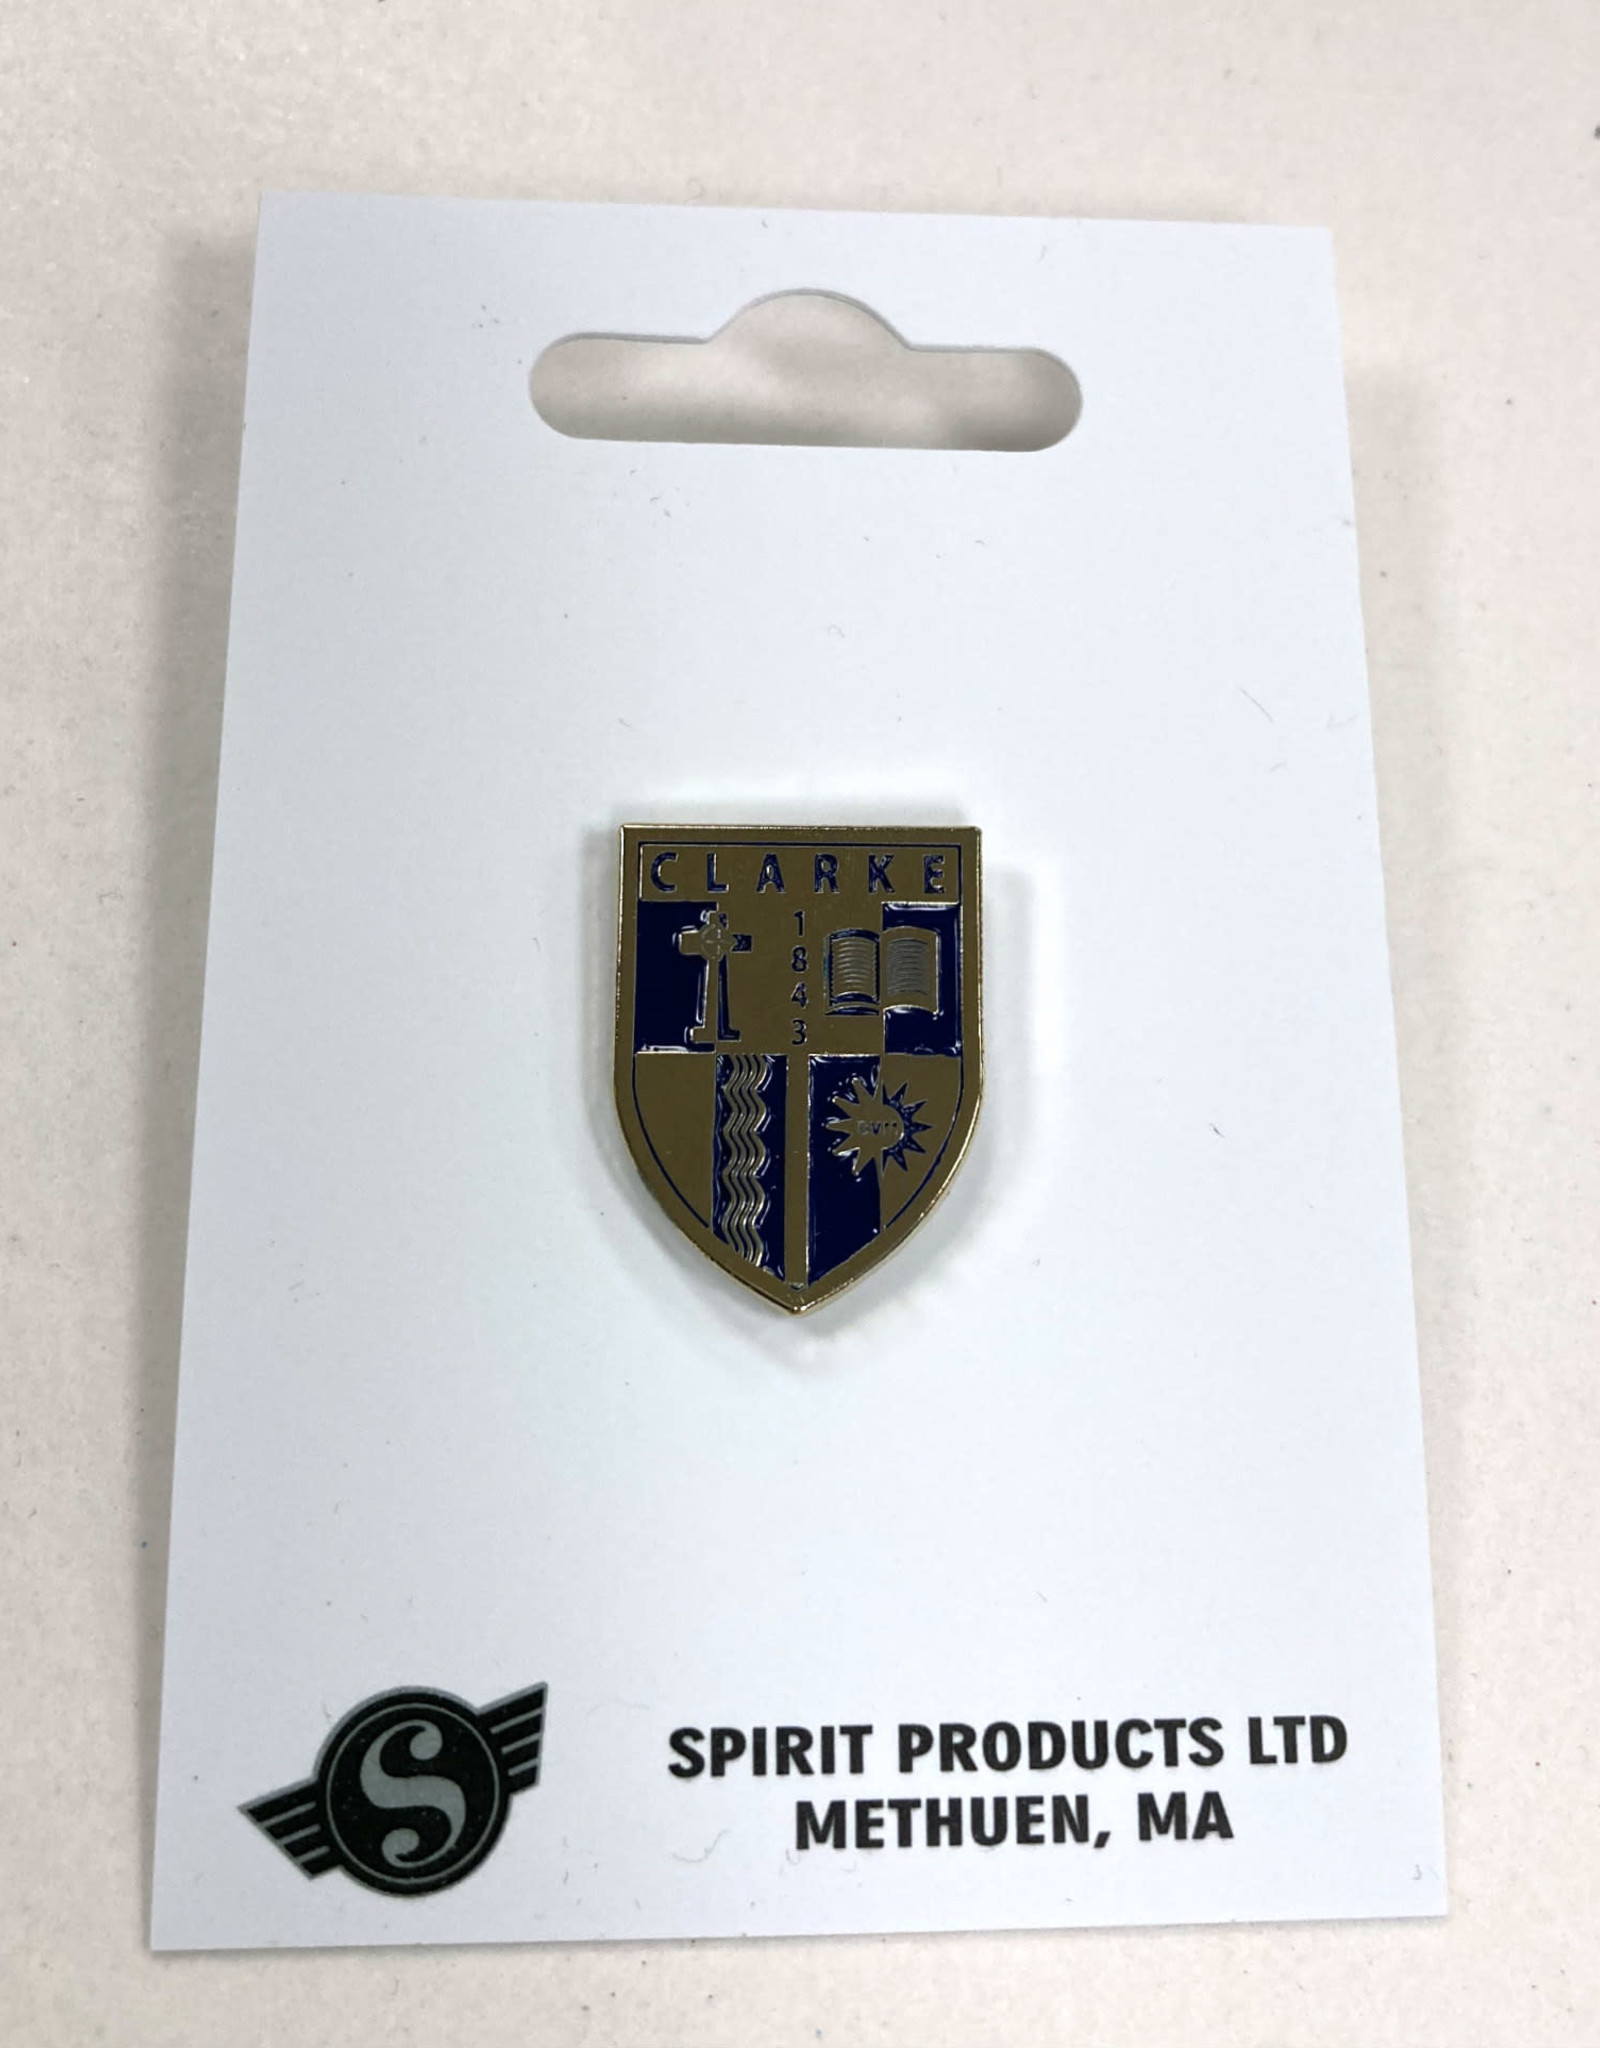 CLARKE
1
8
4
3
S
SPIRIT PRODUCTS LTD
METHUEN, MA